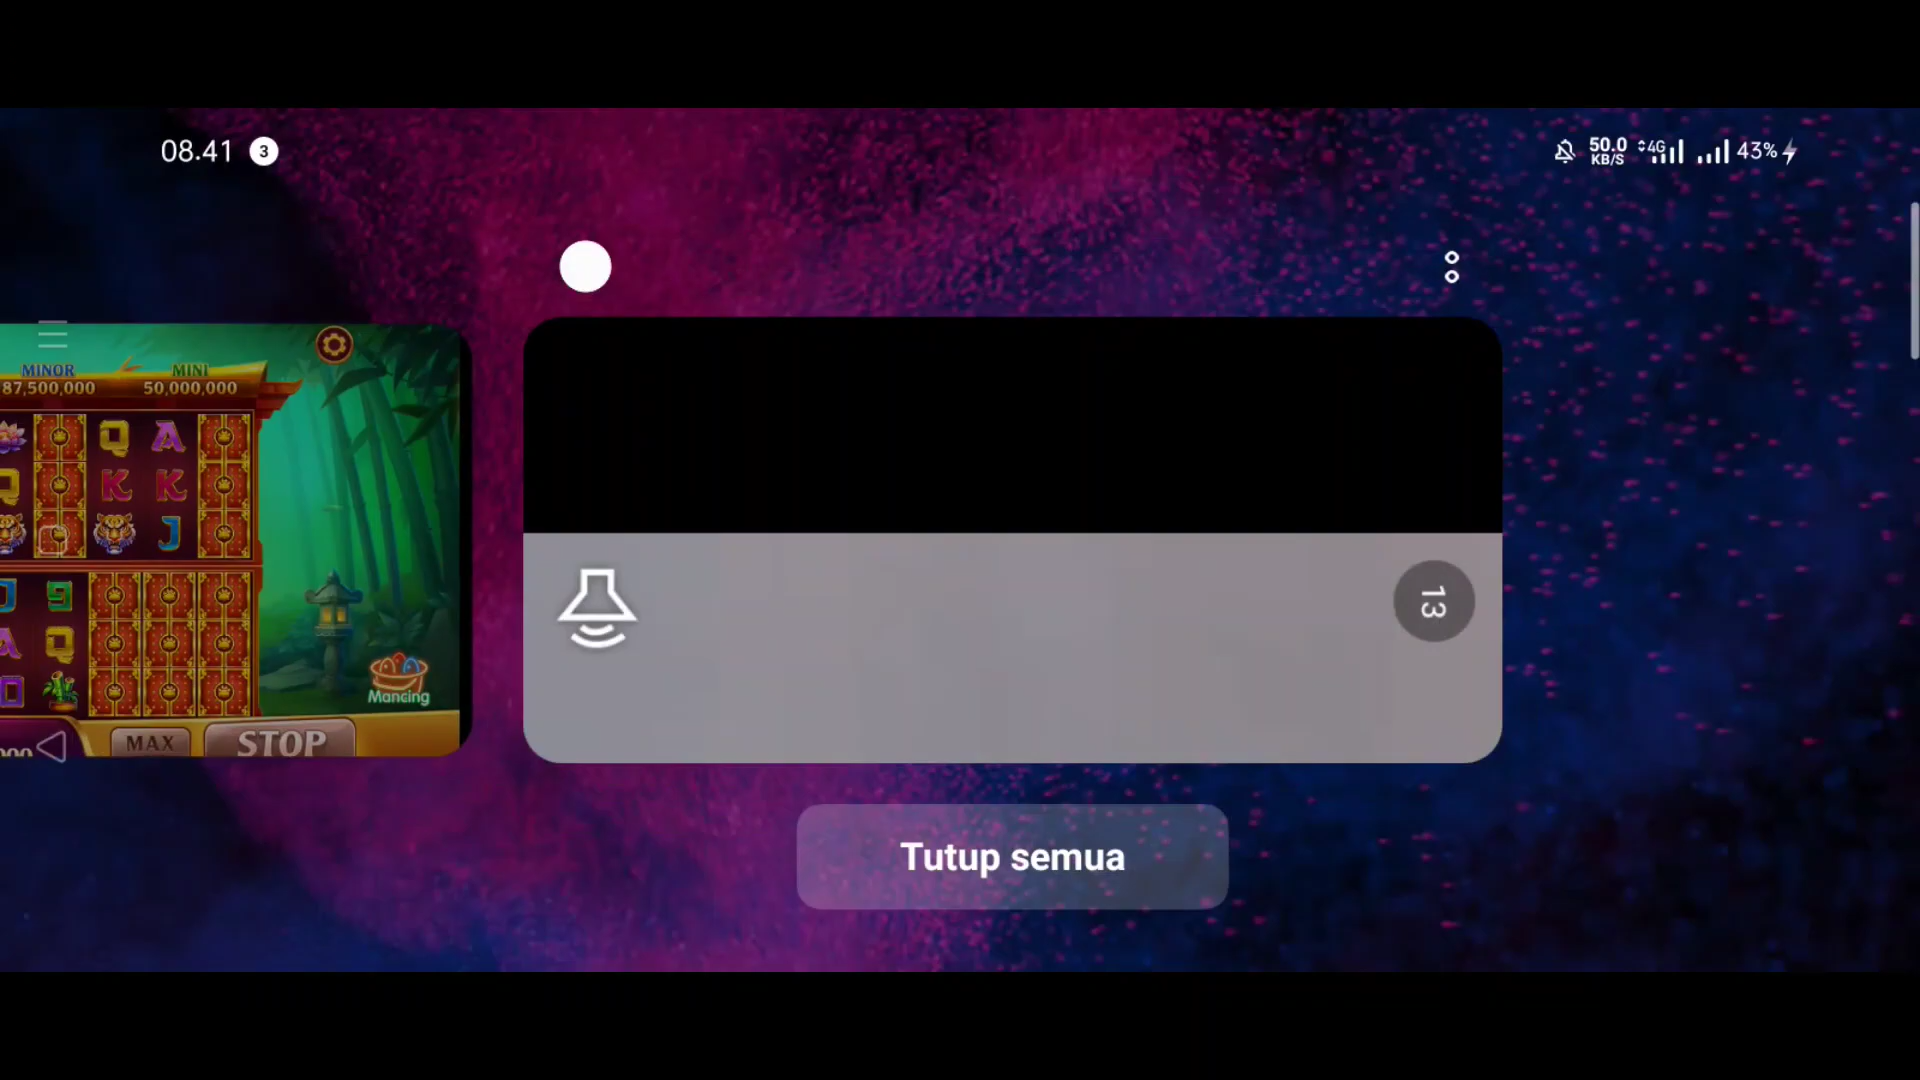 08.41 3
50.0 KB/S 4G 43%
MINOR MINI
87,500,000 50,000,000
Q A
Q K K
J
J 9
A Q
Mancing
MAX STOP
13
Tutup semua